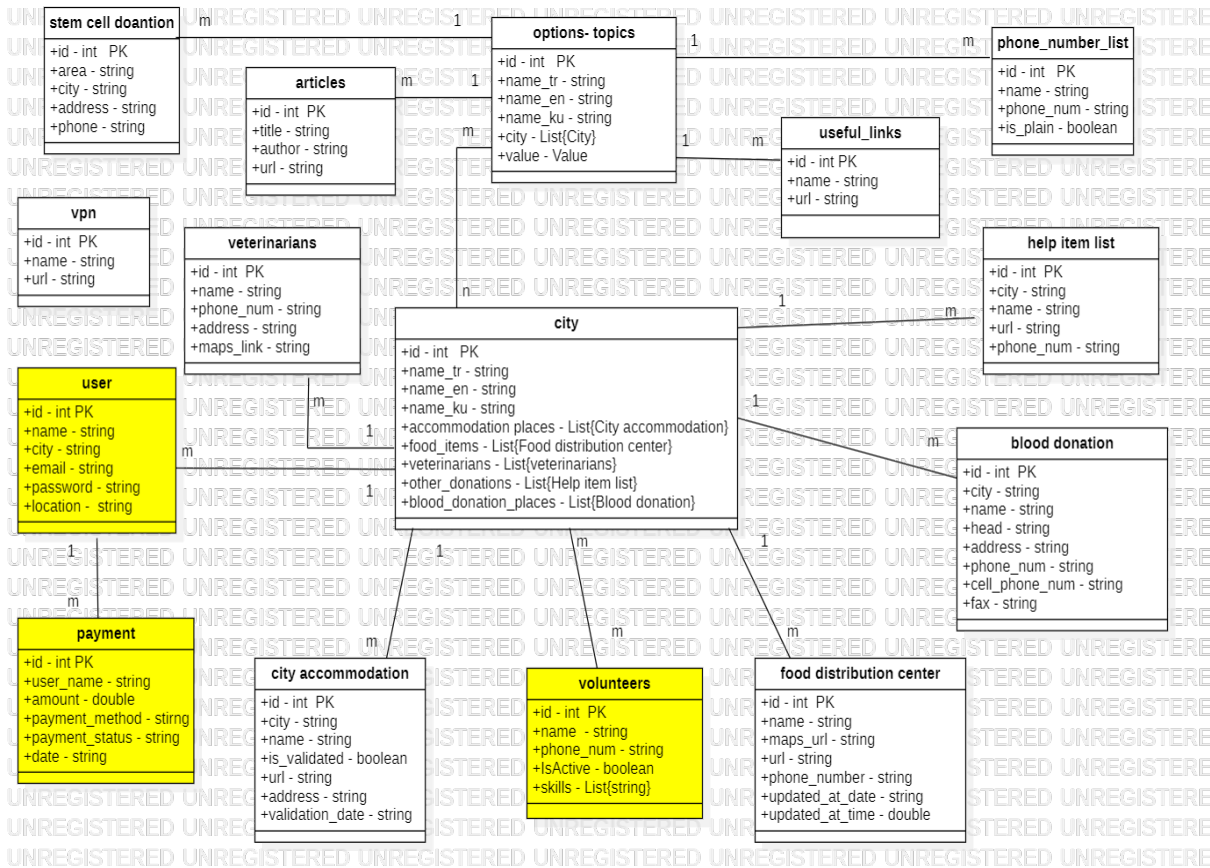 stem cell doantion
+id - int PK
+area - string
+city - string
+address - string
+phone - string
m
1
options- topics
+id - int PK
+name_tr - string
+name_en - string
+name_ku - string
+city - List{City}
+value - Value
1
m
phone_number_list
+id - int PK
+name - string
+phone_num - string
+is_plain - boolean
articles
+id - int PK
+title - string
+author - string
+url - string
m
1
m
1
m
useful_links
+id - int PK
+name - string
+url - string
vpn
+id - int PK
+name - string
+url - string
veterinarians
+id - int PK
+name - string
+phone_num - string
+address - string
+maps_link - string
help item list
+id - int PK
+city - string
+name - string
+url - string
+phone_num - string
n
1
m
city
+id - int PK
+name_tr - string
+name_en - string
+name_ku - string
+accommodation places - List{City accommodation}
+food_items - List{Food distribution center}
+veterinarians - List{veterinarians}
+other_donations - List{Help item list}
+blood_donation_places - List{Blood donation}
user
+id - int PK
+name - string
+city - string
+email - string
+password - string
+location - string
m
1
m
1
1
m
blood donation
+id - int PK
+city - string
+name - string
+head - string
+address - string
+phone_num - string
+cell_phone_num - string
+fax - string
1
m
1
m
1
m
m
m
payment
+id - int PK
+user_name - string
+amount - double
+payment_method - stirng
+payment_status - string
+date - string
city accommodation
+id - int PK
+city - string
+name - string
+is_validated - boolean
+url - string
+address - string
+validation_date - string
volunteers
+id - int PK
+name - string
+phone_num - string
+IsActive - boolean
+skills - List{string}
food distribution center
+id - int PK
+name - string
+maps_url - string
+url - string
+phone_number - string
+updated_at_date - string
+updated_at_time - double
UNREGISTERED